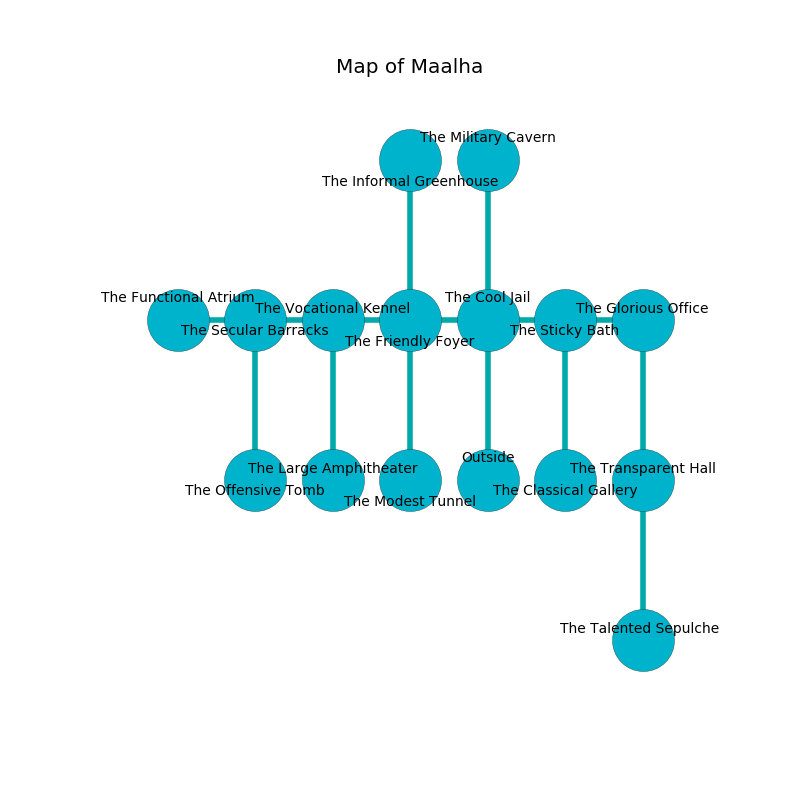 Map of Maalha
The Military Cavern
The Informal Greenhouse
The Functional Atrium
The Cool Jail
The Vocational Kennel
The Glorious Office
The Secular Barracks
The Sticky Bath
The Friendly Foyer
Outside
The Large Amphitheater
The Transparent Hall
The Offensive Tomb
The Classical Gallery
The Modest Tunnel
The Talented Sepulche